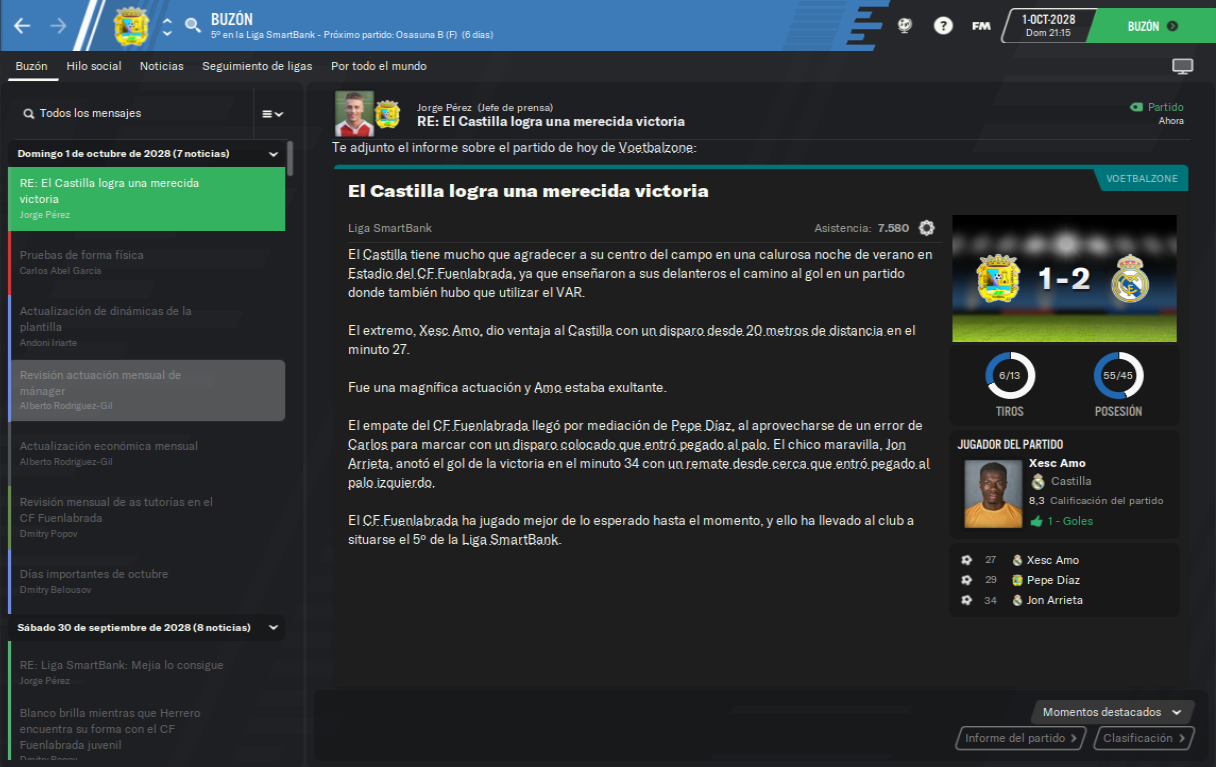 BUZÓN
5º en la Liga SmartBank - Próximo partido: Osasuna B (F) (6 días)
?
FM
1-OCT-2028
Dom 21:15
BUZÓN
Buzón
Hilo social
Noticias
Seguimiento de ligas
Por todo el mundo
Todos los mensajes
Domingo 1 de octubre de 2028 (7 noticias)
RE: El Castilla logra una merecida
victoria
Jorge Pérez
Pruebas de forma física
Carlos Abel García
Actualización de dinámicas de la
plantilla
Andoni Iriarte
Revisión actuación mensual de
mánager
Alberto Rodríguez-Gil
Actualización económica mensual
Alberto Rodríguez-Gil
Revisión mensual de as tutorías en el
CF Fuenlabrada
Dmitry Popov
Días importantes de octubre
Dmitry Belousov
Sábado 30 de septiembre de 2028 (8 noticias)
RE: Liga SmartBank: Mejia lo consigue
Jorge Pérez
Blanco brilla mientras que Herrero
encuentra su forma con el CF
Fuenlabrada juvenil
Dmitry Popov
Jorge Pérez (Jefe de prensa)
RE: El Castilla logra una merecida victoria
Partido
Ahora
Te adjunto el informe sobre el partido de hoy de Voetbalzone:
VOETBALZONE
El Castilla logra una merecida victoria
Liga SmartBank
Asistencia: 7.580
El Castilla tiene mucho que agradecer a su centro del campo en una calurosa noche de verano en
Estadio del CF Fuenlabrada, ya que enseñaron a sus delanteros el camino al gol en un partido
donde también hubo que utilizar el VAR.
El extremo, Xesc Amo, dio ventaja al Castilla con un disparo desde 20 metros de distancia en el
minuto 27.
Fue una magnífica actuación y Amo estaba exultante.
El empate del CF Fuenlabrada llegó por mediación de Pepe Díaz, al aprovecharse de un error de
Carlos para marcar con un disparo colocado que entró pegado al palo. El chico maravilla, Jon
Arrieta, anotó el gol de la victoria en el minuto 34 con un remate desde cerca que entró pegado al
palo izquierdo.
El CF Fuenlabrada ha jugado mejor de lo esperado hasta el momento, y ello ha llevado al club a
situarse el 5º de la Liga SmartBank.
1-2
6/13
TIROS
55/45
POSESIÓN
JUGADOR DEL PARTIDO
Xesc Amo
Castilla
8,3 Calificación del partido
1 - Goles
27 Xesc Amo
29 Pepe Díaz
34 Jon Arrieta
Momentos destacados
Informe del partido
Clasificación